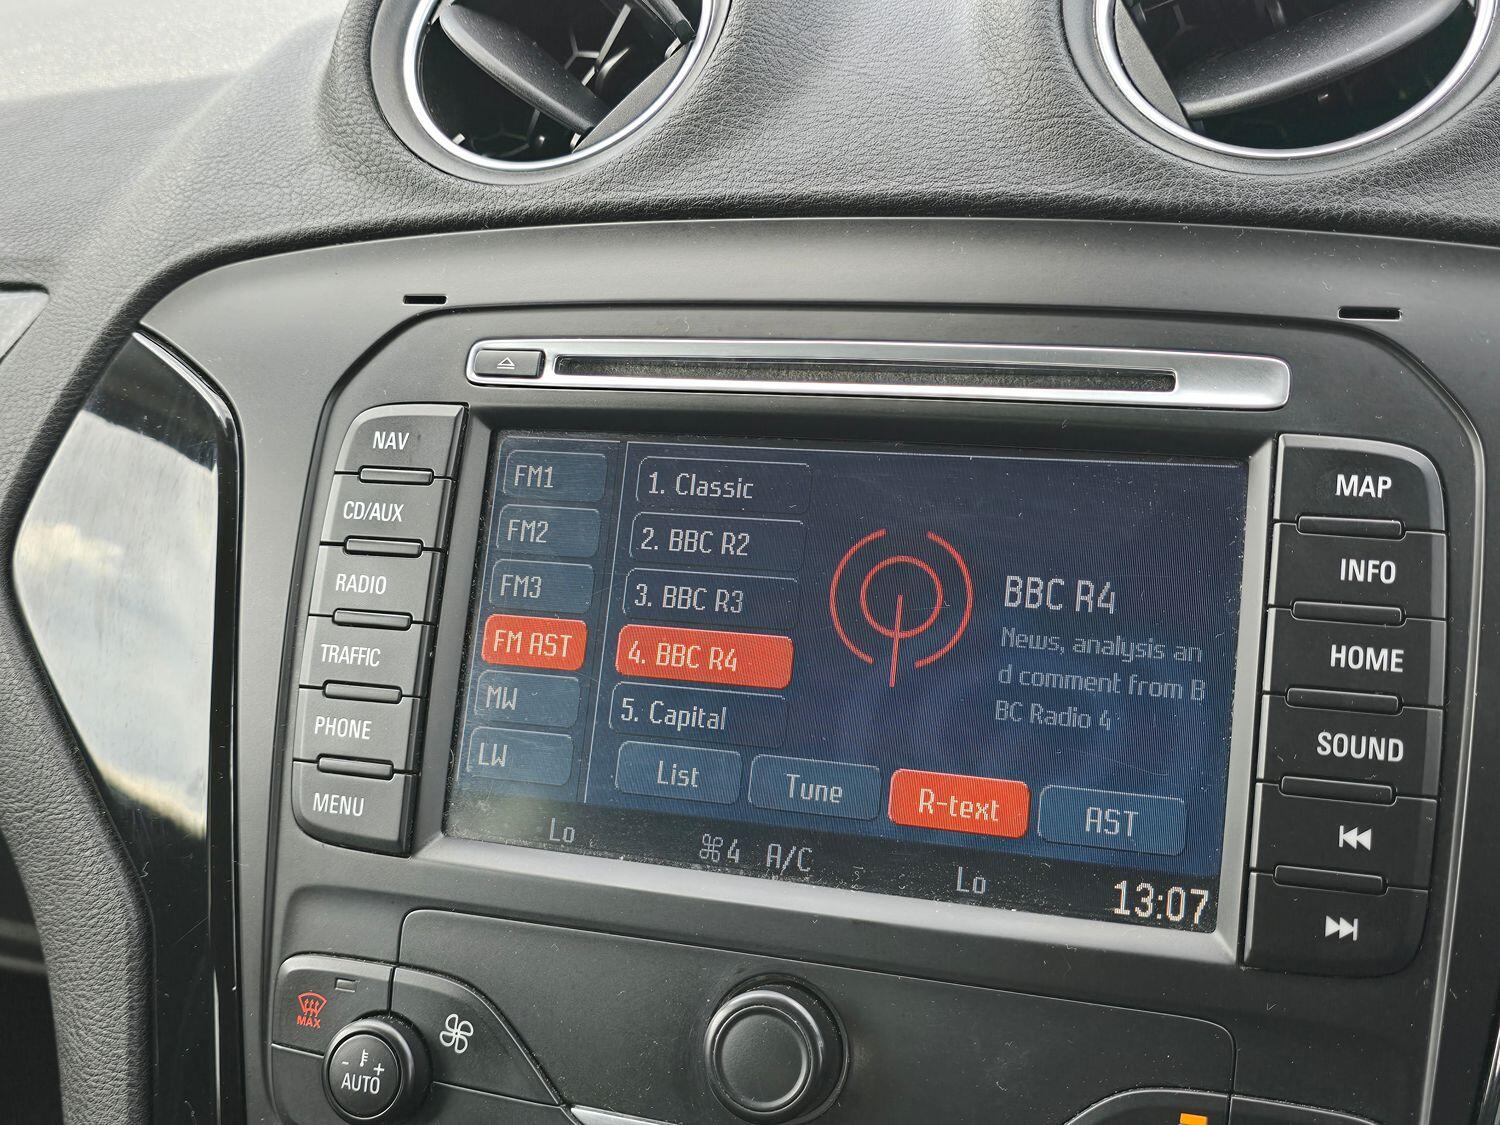 NAV
CD/AUX
RADIO
TRAFFIC
PHONE
MENU
FM1
FM2
FM3
FM AST
MW
LW
1. Classic
2. BBC R2
3. BBC R3
4. BBC R4
5. Capital
BBC R4
News, analysis an
d comment from B
BC Radio 4
List
Tune
R-text
AST
Lo
4 A/C
Lo
13:07
MAP
INFO
HOME
SOUND
MAX
- +
AUTO